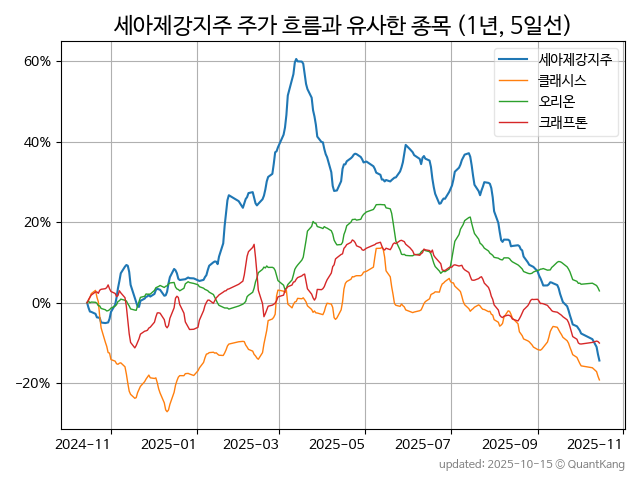 세아제강지주 주가 흐름과 유사한 종목 (1년, 5일선)
세아제강지주
클래시스
오리온
크래프톤
60%
40%
20%
0%
−20%
2024-11
2025-01
2025-03
2025-05
2025-07
2025-09
2025-11
updated: 2025-10-15 © QuantKang